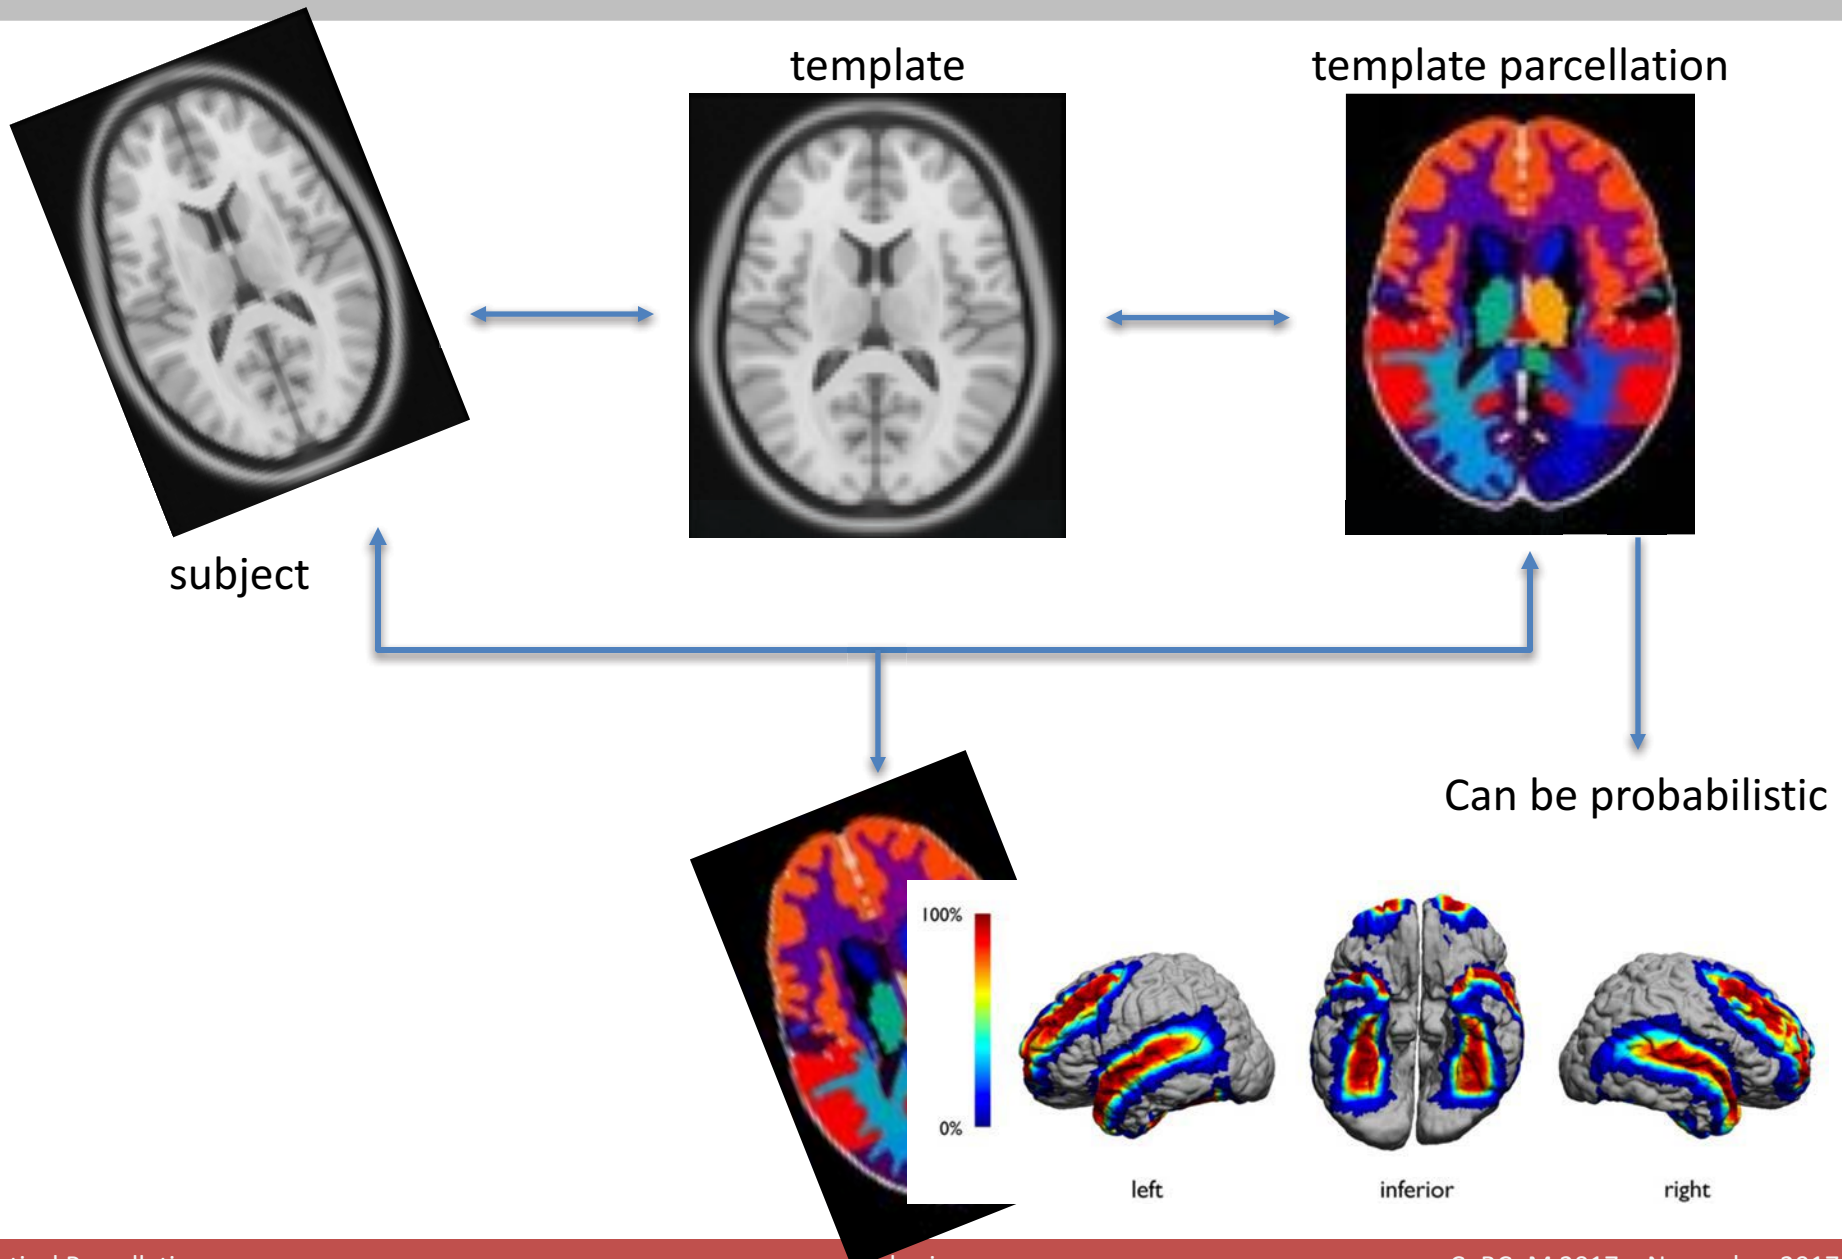 template
template parcellation
subject
Can be probabilistic
100%
0%
left
inferior
right